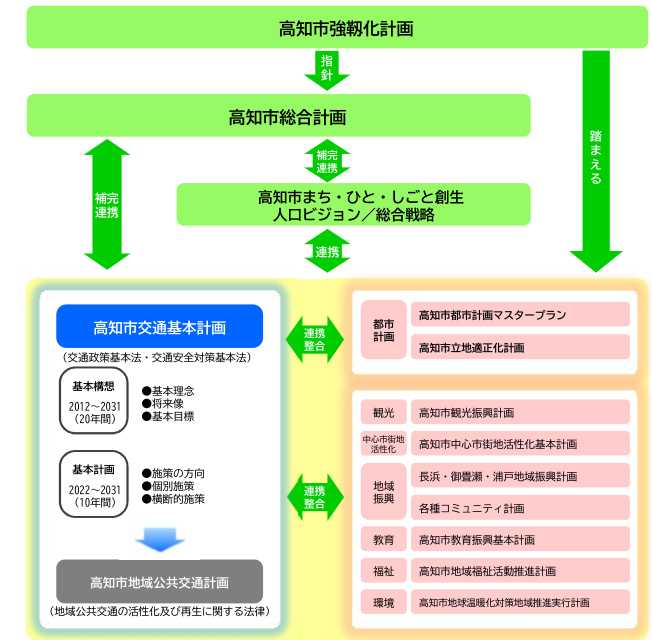 高知市強靱化計画
指針
高知市総合計画
踏まえる
補完
連携
補完
連携
高知市まち・ひと・しごと創生
人口ビジョン／総合戦略
連携
高知市交通基本計画
（交通政策基本法・交通安全対策基本法）
基本構想
2012～2031
（20年間）
●基本理念
●将来像
●基本目標
基本計画
2022～2031
（10年間）
●施策の方向
●個別施策
●横断的施策
高知市地域公共交通計画
（地域公共交通の活性化及び再生に関する法律）
連携
整合
都市
計画
高知市都市計画マスタープラン
高知市立地適正化計画
連携
整合
観光
高知市観光振興計画
中心市街地
活性化
高知市中心市街地活性化基本計画
地域
振興
長浜・御畳瀬・浦戸地域振興計画
各種コミュニティ計画
教育
高知市教育振興基本計画
福祉
高知市地域福祉活動推進計画
環境
高知市地球温暖化対策地域推進実行計画